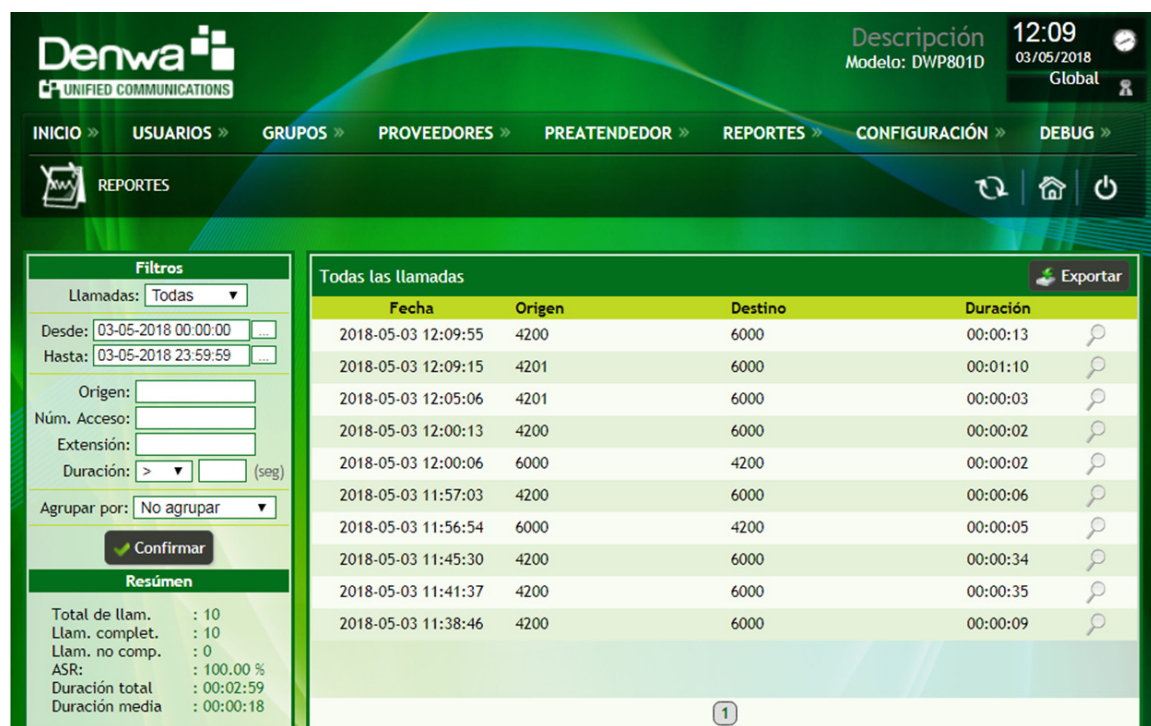 Denwa
UNIFIED COMMUNICATIONS
Descripción
Modelo: DWP801D
12:09
03/05/2018
Global
INICIO » USUARIOS » GRUPOS » PROVEEDORES » PREATENDEDOR » REPORTES » CONFIGURACIÓN » DEBUG »
REPORTES
Filtros
Llamadas: Todas ▼
Desde: 03-05-2018 00:00:00 ...
Hasta: 03-05-2018 23:59:59 ...
Origen:
Núm. Acceso:
Extensión:
Duración: > ▼ (seg)
Agrupar por: No agrupar ▼
Confirmar
Resúmen
Total de llam. : 10
Llam. complet. : 10
Llam. no comp. : 0
ASR: : 100.00 %
Duración total : 00:02:59
Duración media : 00:00:18
Todas las llamadas Exportar
Fecha Origen Destino Duración
2018-05-03 12:09:55 4200 6000 00:00:13
2018-05-03 12:09:15 4201 6000 00:01:10
2018-05-03 12:05:06 4201 6000 00:00:03
2018-05-03 12:00:13 4200 6000 00:00:02
2018-05-03 12:00:06 6000 4200 00:00:02
2018-05-03 11:57:03 4200 6000 00:00:06
2018-05-03 11:56:54 6000 4200 00:00:05
2018-05-03 11:45:30 4200 6000 00:00:34
2018-05-03 11:41:37 4200 6000 00:00:35
2018-05-03 11:38:46 4200 6000 00:00:09
1